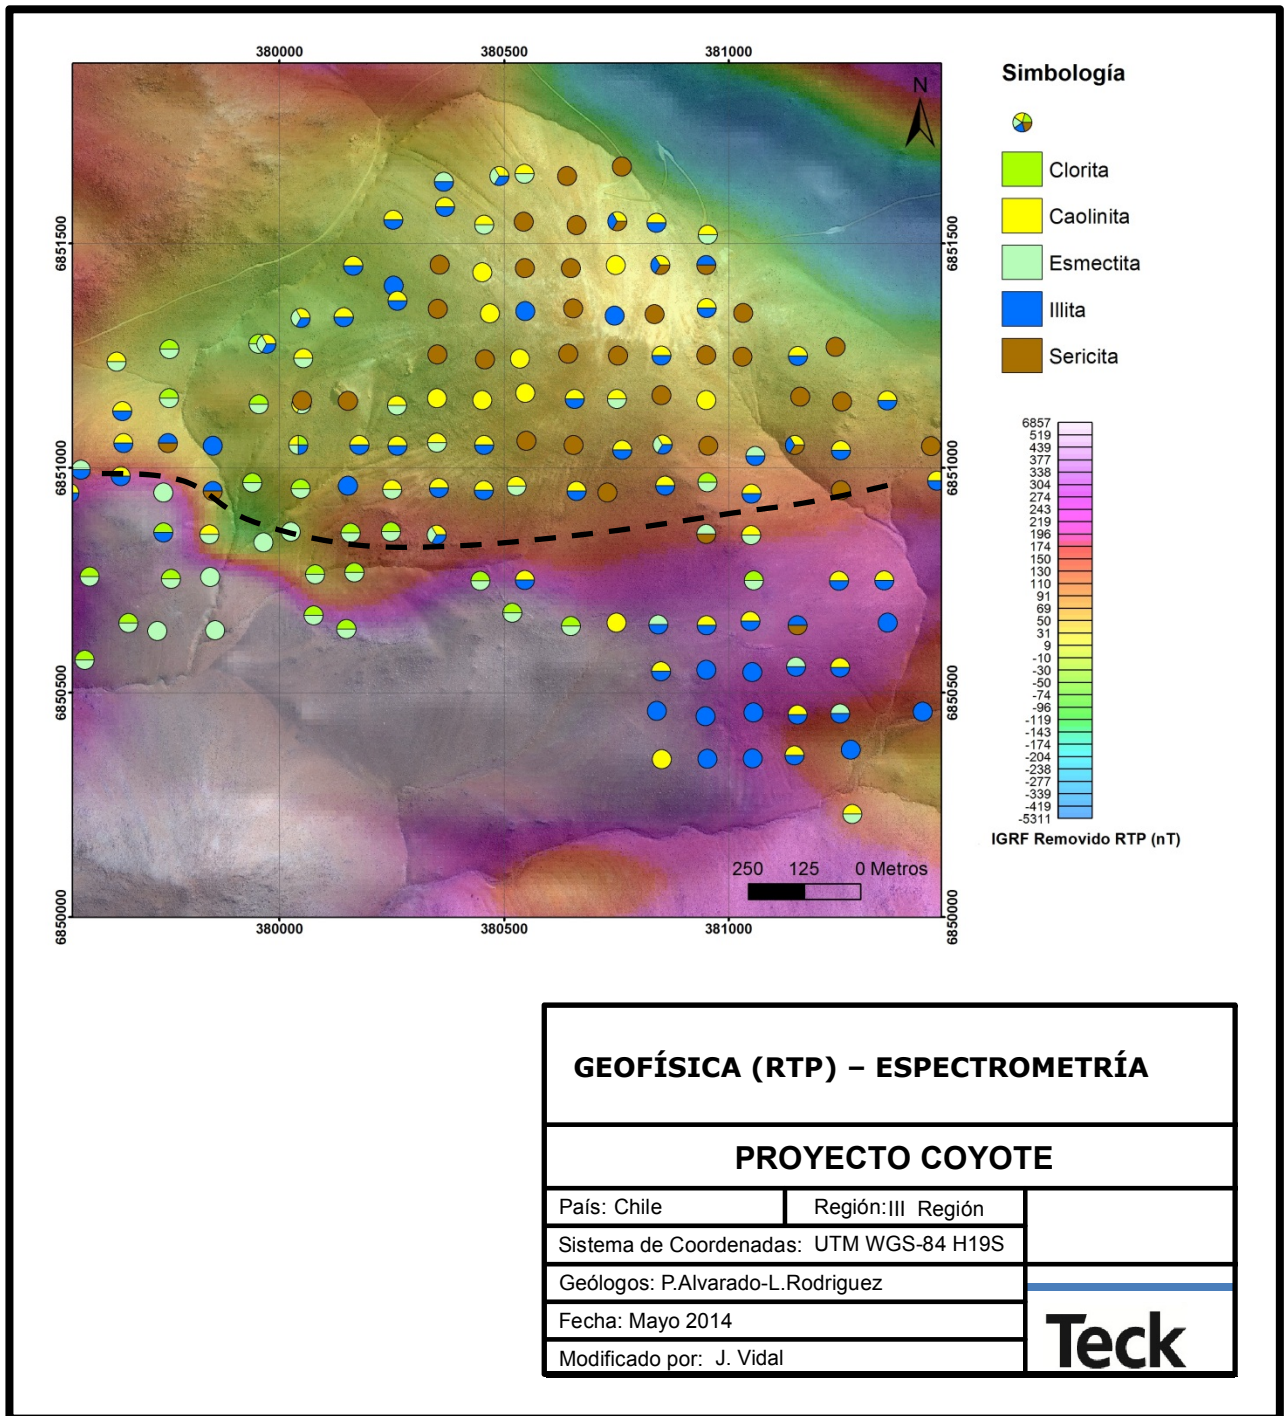 380000
380500
381000
N
6851500
6851500
6851000
6851000
6850500
6850500
6850000
6850000
250 125 0 Metros
380000
380500
381000
Simbología
Clorita
Caolinita
Esmectita
Illita
Sericita
6857
519
439
377
338
304
274
243
219
196
174
150
130
110
91
69
50
31
9
-10
-30
-50
-74
-96
-119
-143
-174
-204
-238
-277
-339
-419
-5311
IGRF Removido RTP (nT)
GEOFÍSICA (RTP) – ESPECTROMETRÍA
PROYECTO COYOTE
País: Chile
Región:III Región
Sistema de Coordenadas: UTM WGS-84 H19S
Geólogos: P.Alvarado-L.Rodriguez
Fecha: Mayo 2014
Modificado por: J. Vidal
Teck